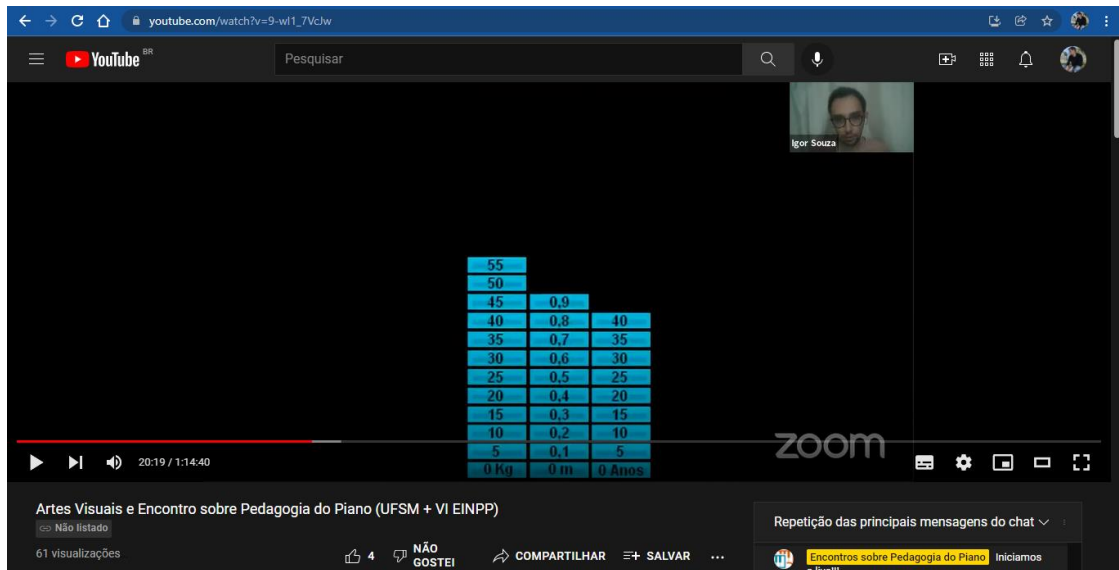 youtube.com/watch?v=9-wI1_7VcJw
YouTube BR
Pesquisar
Igor Souza
55
50
45 0,9
40 0,8 40
35 0,7 35
30 0,6 30
25 0,5 25
20 0,4 20
15 0,3 15
10 0,2 10
5 0,1 5
0 Kg 0 m 0 Anos
zoom
20:19 / 1:14:40
Artes Visuais e Encontro sobre Pedagogia do Piano (UFSM + VI EINPP)
Não listado
61 visualizações
4
NÃO GOSTEI
COMPARTILHAR
SALVAR
Repetição das principais mensagens do chat
Encontros sobre Pedagogia do Piano Iniciamos